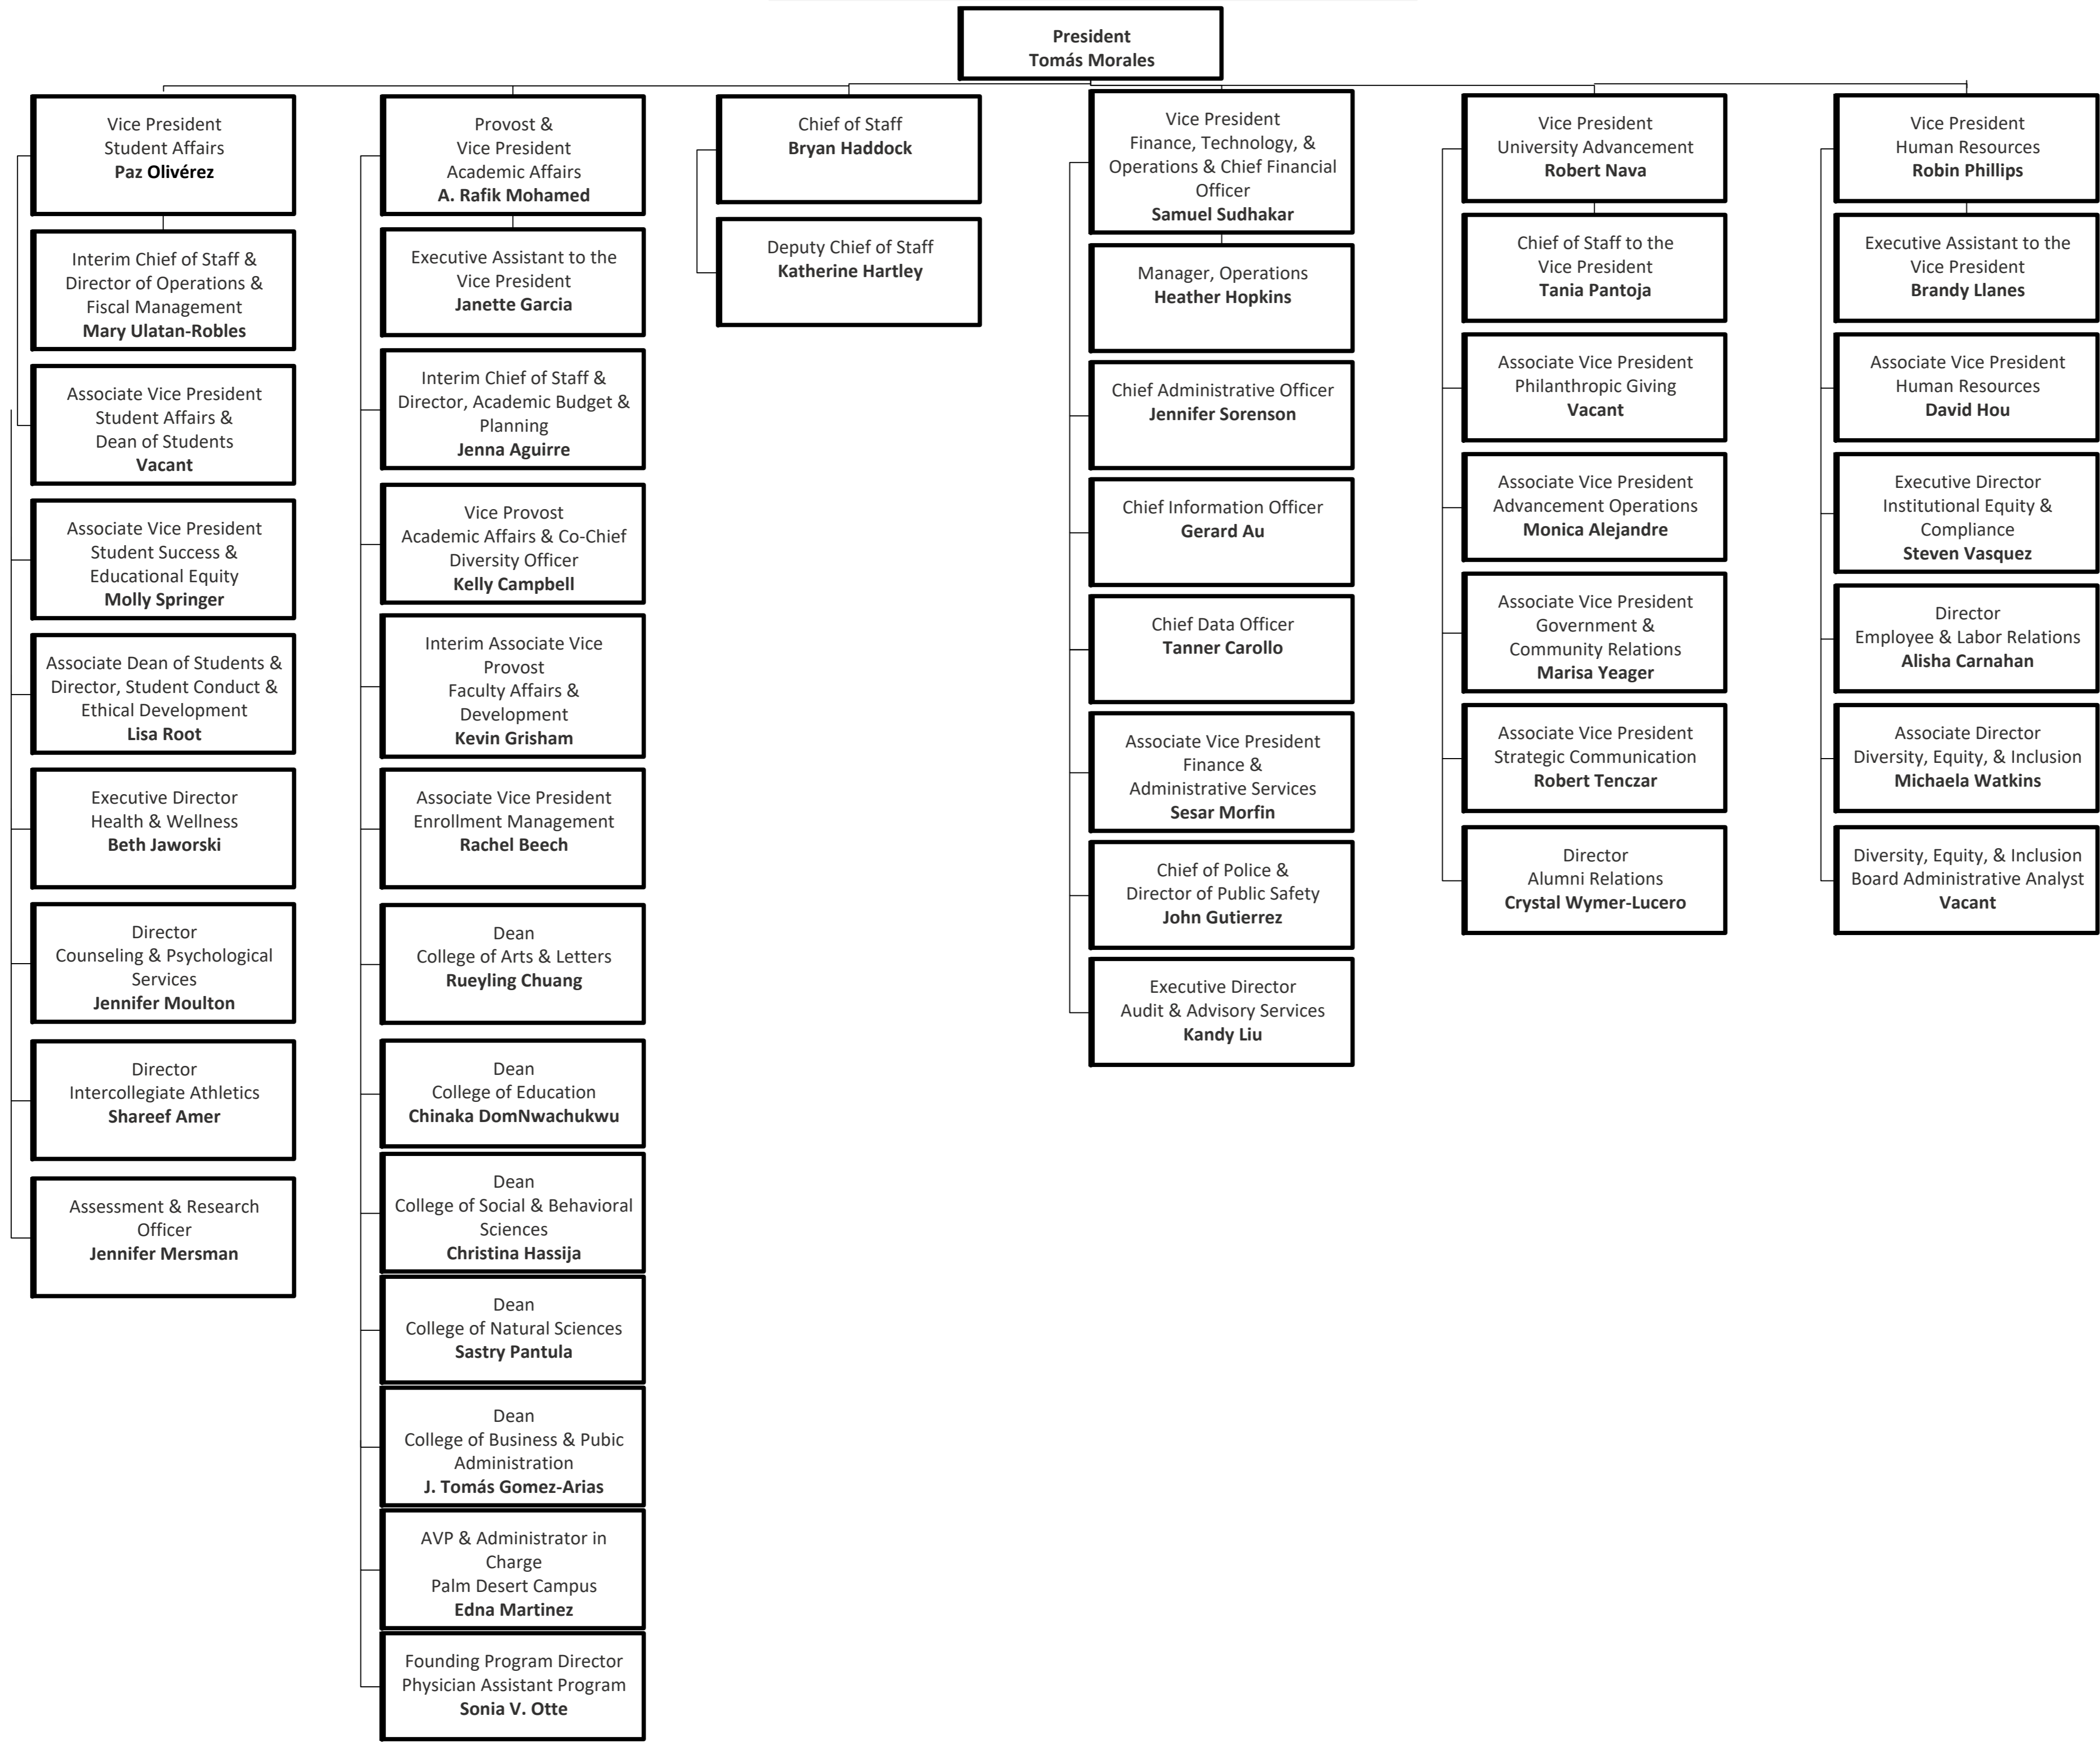 President
Tomás Morales
Vice President
Student Affairs
Paz Olivérez
Interim Chief of Staff &
Director of Operations &
Fiscal Management
Mary Ulatan-Robles
Associate Vice President
Student Affairs &
Dean of Students
Vacant
Associate Vice President
Student Success &
Educational Equity
Molly Springer
Associate Dean of Students &
Director, Student Conduct &
Ethical Development
Lisa Root
Executive Director
Health & Wellness
Beth Jaworski
Director
Counseling & Psychological
Services
Jennifer Moulton
Director
Intercollegiate Athletics
Shareef Amer
Assessment & Research
Officer
Jennifer Mersman
Provost &
Vice President
Academic Affairs
A. Rafik Mohamed
Executive Assistant to the
Vice President
Janette Garcia
Interim Chief of Staff &
Director, Academic Budget &
Planning
Jenna Aguirre
Vice Provost
Academic Affairs & Co-Chief
Diversity Officer
Kelly Campbell
Interim Associate Vice
Provost
Faculty Affairs &
Development
Kevin Grisham
Associate Vice President
Enrollment Management
Rachel Beech
Dean
College of Arts & Letters
Rueyling Chuang
Dean
College of Education
Chinaka DomNwachukwu
Dean
College of Social & Behavioral
Sciences
Christina Hassija
Dean
College of Natural Sciences
Sastry Pantula
Dean
College of Business & Pubic
Administration
J. Tomás Gomez-Arias
AVP & Administrator in
Charge
Palm Desert Campus
Edna Martinez
Founding Program Director
Physician Assistant Program
Sonia V. Otte
Chief of Staff
Bryan Haddock
Deputy Chief of Staff
Katherine Hartley
Vice President
Finance, Technology, &
Operations & Chief Financial
Officer
Samuel Sudhakar
Manager, Operations
Heather Hopkins
Chief Administrative Officer
Jennifer Sorenson
Chief Information Officer
Gerard Au
Chief Data Officer
Tanner Carollo
Associate Vice President
Finance &
Administrative Services
Sesar Morfin
Chief of Police &
Director of Public Safety
John Gutierrez
Executive Director
Audit & Advisory Services
Kandy Liu
Vice President
University Advancement
Robert Nava
Chief of Staff to the
Vice President
Tania Pantoja
Associate Vice President
Philanthropic Giving
Vacant
Associate Vice President
Advancement Operations
Monica Alejandre
Associate Vice President
Government &
Community Relations
Marisa Yeager
Associate Vice President
Strategic Communication
Robert Tenczar
Director
Alumni Relations
Crystal Wymer-Lucero
Vice President
Human Resources
Robin Phillips
Executive Assistant to the
Vice President
Brandy Llanes
Associate Vice President
Human Resources
David Hou
Executive Director
Institutional Equity &
Compliance
Steven Vasquez
Director
Employee & Labor Relations
Alisha Carnahan
Associate Director
Diversity, Equity, & Inclusion
Michaela Watkins
Diversity, Equity, & Inclusion
Board Administrative Analyst
Vacant